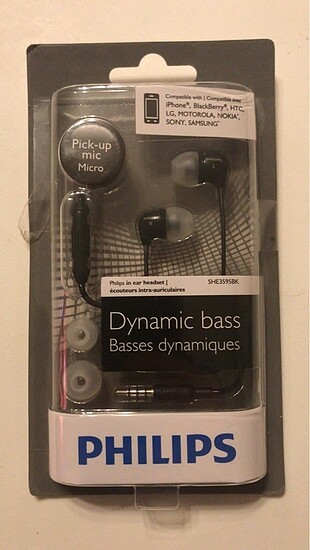 Compatible with | Compatible avec
iPhone®, BlackBerry®, HTC,
LG, MOTOROLA, NOKIA®,
SONY, SAMSUNG®
Pick-up
mic
Micro
Philips in ear headset |
écouteurs intra-auriculaires
SHE3595BK
Dynamic bass
Basses dynamiques
PHILIPS